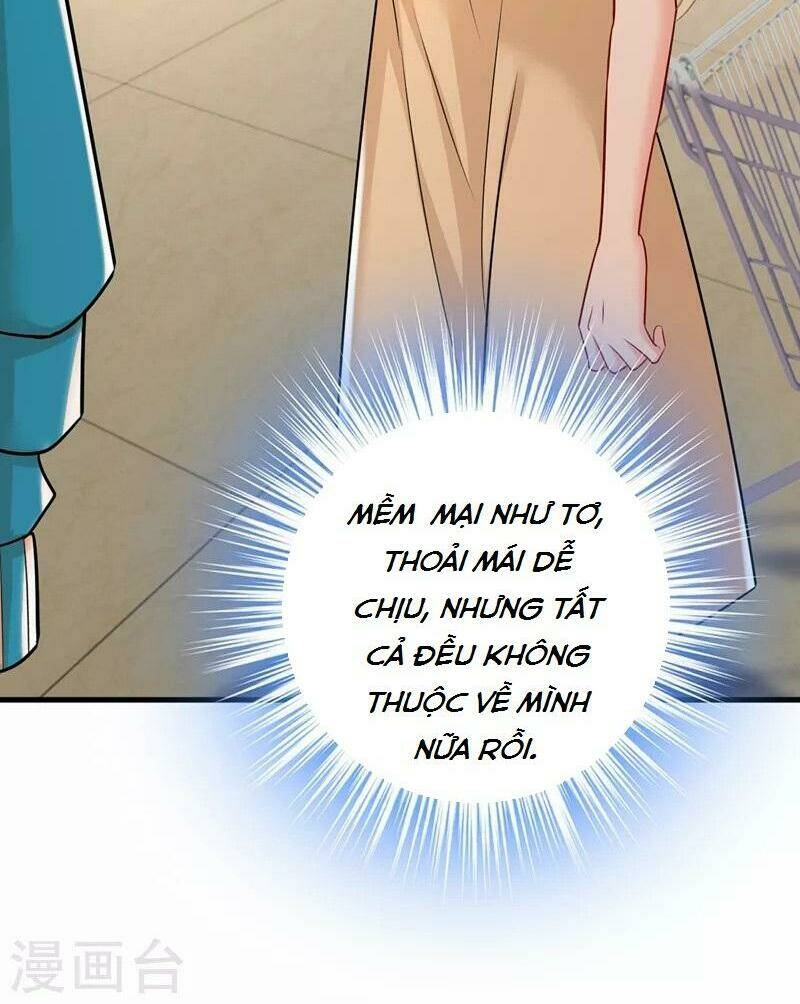 MỀM MẠI NHƯ TƠ,
THOẢI MÁI DỄ
CHỊU, NHƯNG TẤT
CẢ ĐỀU KHÔNG
THUỘC VỀ MÌNH
NỮA RỒI.
漫画台